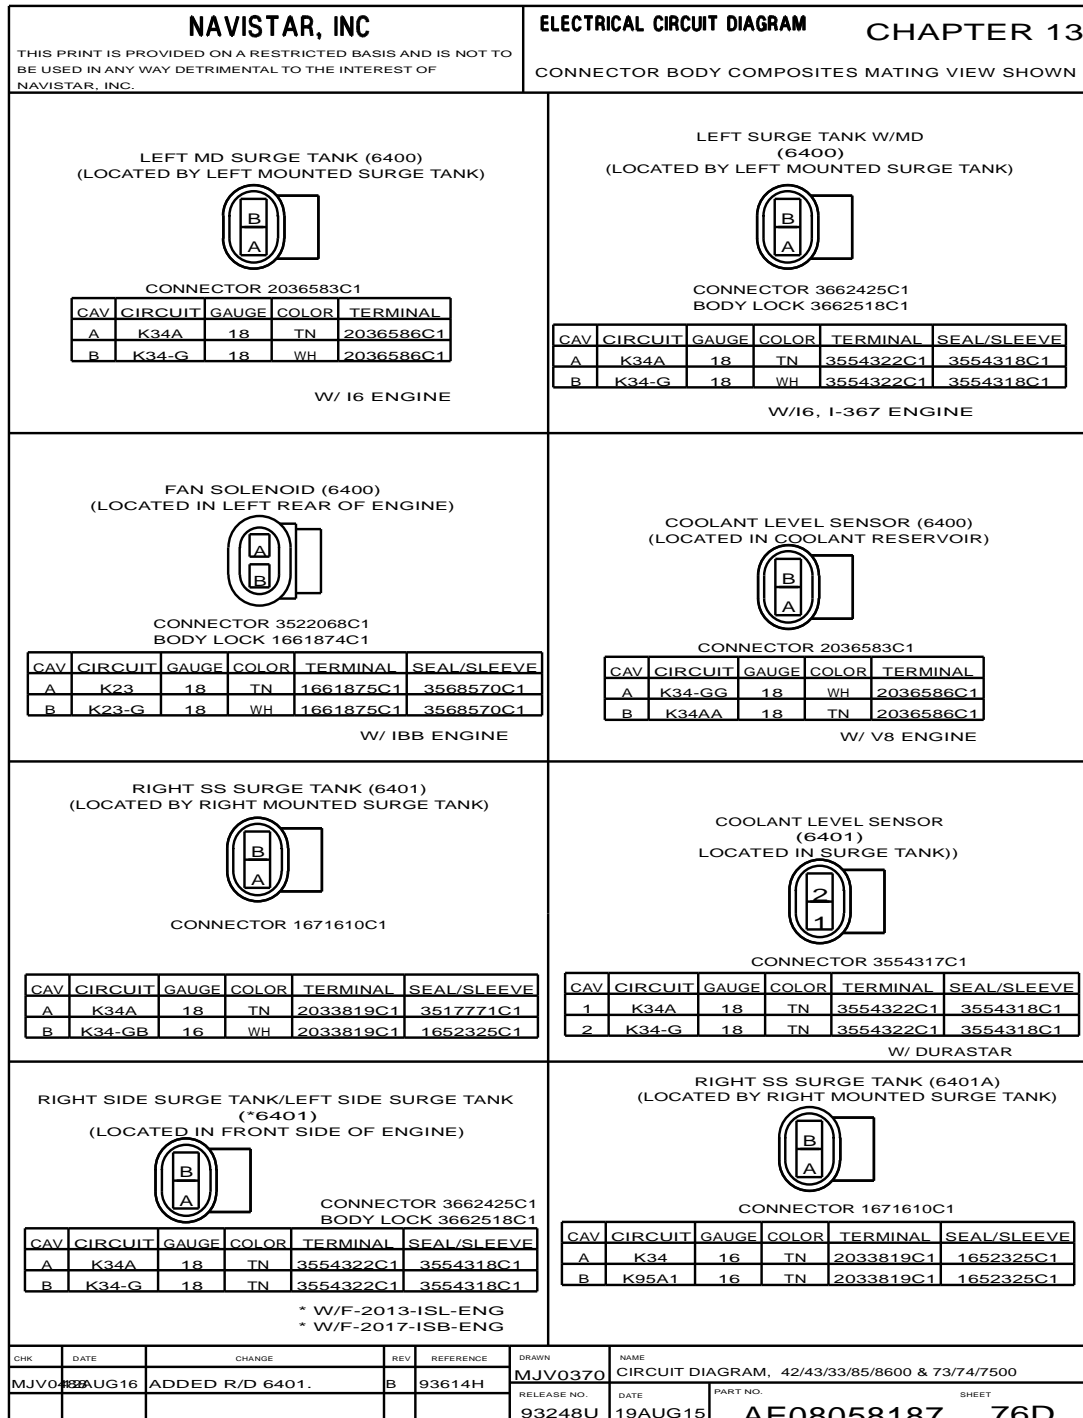 NAVISTAR, INC
THIS PRINT IS PROVIDED ON A RESTRICTED BASIS AND IS NOT TO
BE USED IN ANY WAY DETRIMENTAL TO THE INTEREST OF
NAVISTAR, INC.
ELECTRICAL CIRCUIT DIAGRAM CHAPTER 13
CONNECTOR BODY COMPOSITES MATING VIEW SHOWN
LEFT MD SURGE TANK (6400)
(LOCATED BY LEFT MOUNTED SURGE TANK)
B
A
CONNECTOR 2036583C1
CAV CIRCUIT GAUGE COLOR TERMINAL
A K34A 18 TN 2036586C1
B K34-G 18 WH 2036586C1
W/ I6 ENGINE
LEFT SURGE TANK W/MD
(6400)
(LOCATED BY LEFT MOUNTED SURGE TANK)
B
A
CONNECTOR 3662425C1
BODY LOCK 3662518C1
CAV CIRCUIT GAUGE COLOR TERMINAL SEAL/SLEEVE
A K34A 18 TN 3554322C1 3554318C1
B K34-G 18 WH 3554322C1 3554318C1
W/I6, I-367 ENGINE
FAN SOLENOID (6400)
(LOCATED IN LEFT REAR OF ENGINE)
A
B
CONNECTOR 3522068C1
BODY LOCK 1661874C1
CAV CIRCUIT GAUGE COLOR TERMINAL SEAL/SLEEVE
A K23 18 TN 1661875C1 3568570C1
B K23-G 18 WH 1661875C1 3568570C1
W/ IBB ENGINE
COOLANT LEVEL SENSOR (6400)
(LOCATED IN COOLANT RESERVOIR)
B
A
CONNECTOR 2036583C1
CAV CIRCUIT GAUGE COLOR TERMINAL
A K34-GG 18 WH 2036586C1
B K34AA 18 TN 2036586C1
W/ V8 ENGINE
RIGHT SS SURGE TANK (6401)
(LOCATED BY RIGHT MOUNTED SURGE TANK)
B
A
CONNECTOR 1671610C1
CAV CIRCUIT GAUGE COLOR TERMINAL SEAL/SLEEVE
A K34A 18 TN 2033819C1 3517771C1
B K34-GB 16 WH 2033819C1 1652325C1
COOLANT LEVEL SENSOR
(6401)
LOCATED IN SURGE TANK))
2
1
CONNECTOR 3554317C1
CAV CIRCUIT GAUGE COLOR TERMINAL SEAL/SLEEVE
1 K34A 18 TN 3554322C1 3554318C1
2 K34-G 18 TN 3554322C1 3554318C1
W/ DURASTAR
RIGHT SIDE SURGE TANK/LEFT SIDE SURGE TANK
(*6401)
(LOCATED IN FRONT SIDE OF ENGINE)
B
A
CONNECTOR 3662425C1
BODY LOCK 3662518C1
CAV CIRCUIT GAUGE COLOR TERMINAL SEAL/SLEEVE
A K34A 18 TN 3554322C1 3554318C1
B K34-G 18 TN 3554322C1 3554318C1
* W/F-2013-ISL-ENG
* W/F-2017-ISB-ENG
RIGHT SS SURGE TANK (6401A)
(LOCATED BY RIGHT MOUNTED SURGE TANK)
B
A
CONNECTOR 1671610C1
CAV CIRCUIT GAUGE COLOR TERMINAL SEAL/SLEEVE
A K34 16 TN 2033819C1 1652325C1
B K95A1 16 TN 2033819C1 1652325C1
CHK DATE CHANGE REV REFERENCE
ADDED R/D 6401. B 93614H
DRAWN NAME
MJV0370 CIRCUIT DIAGRAM, 42/43/33/85/8600 & 73/74/7500
RELEASE NO. DATE PART NO. SHEET
93248U 19AUG15 AE08058187 76D